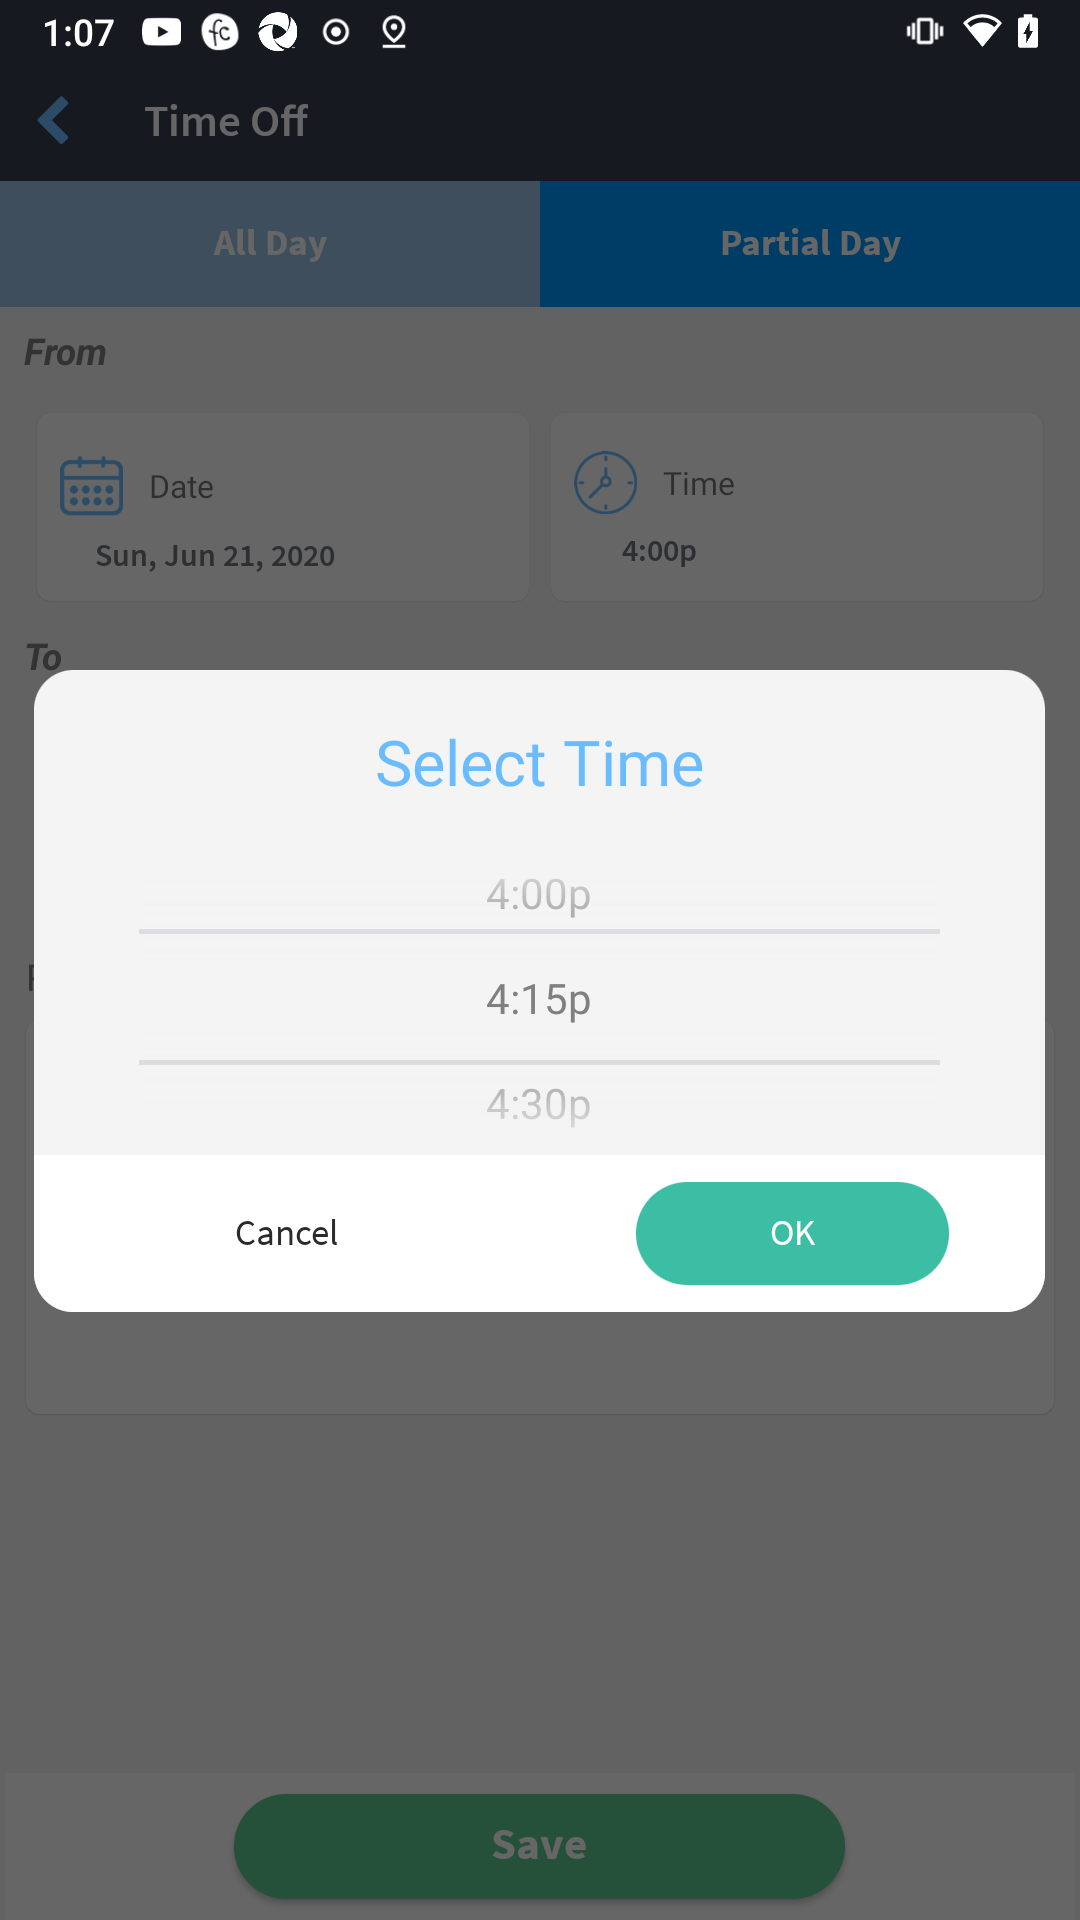 1:07
Time Off
All Day
Partial Day
From
Date
Sun, Jun 21, 2020
Time
4:00p
To
Select Time
4:00p
4:15p
4:30p
Cancel
OK
Save